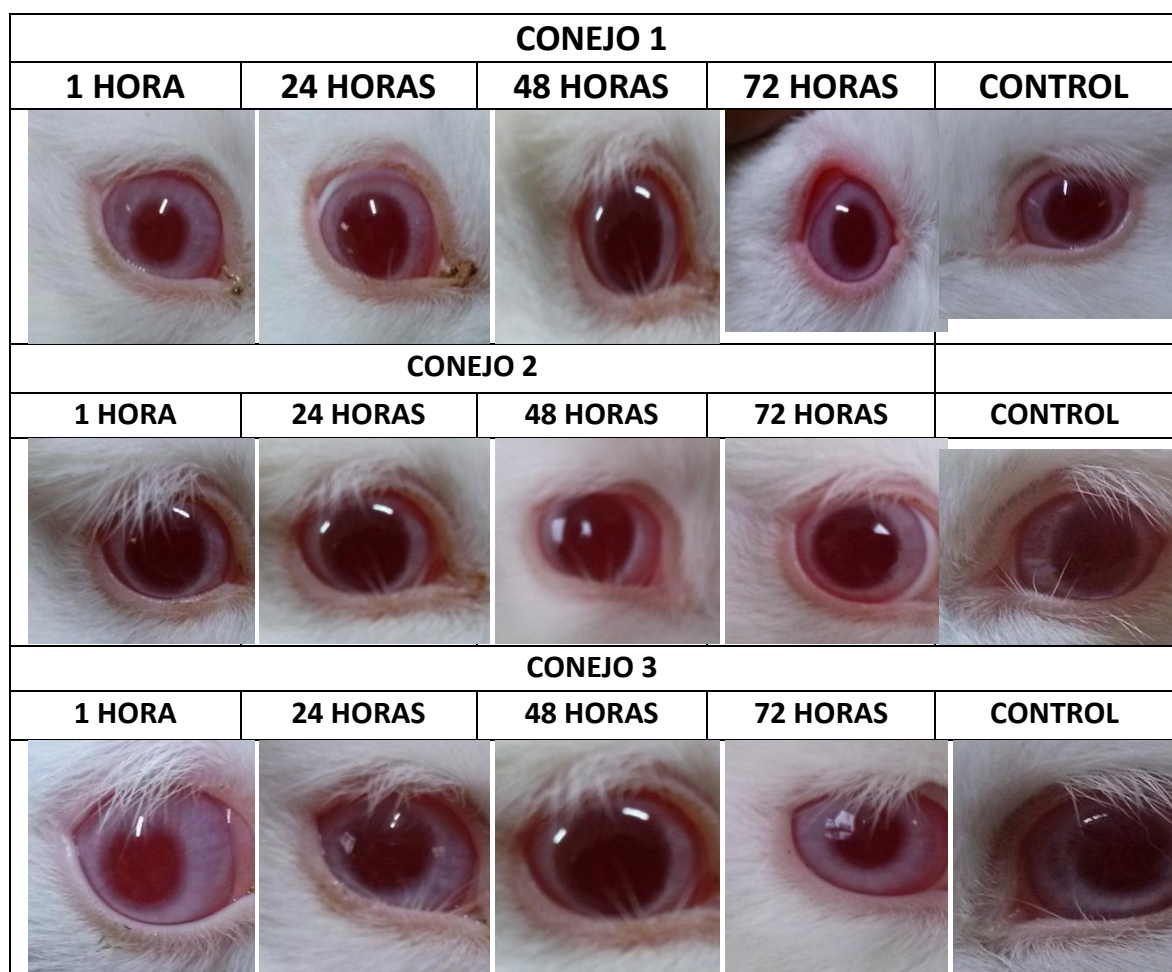 CONEJO 1
1 HORA 24 HORAS 48 HORAS 72 HORAS CONTROL
CONEJO 2
1 HORA 24 HORAS 48 HORAS 72 HORAS CONTROL
CONEJO 3
1 HORA 24 HORAS 48 HORAS 72 HORAS CONTROL